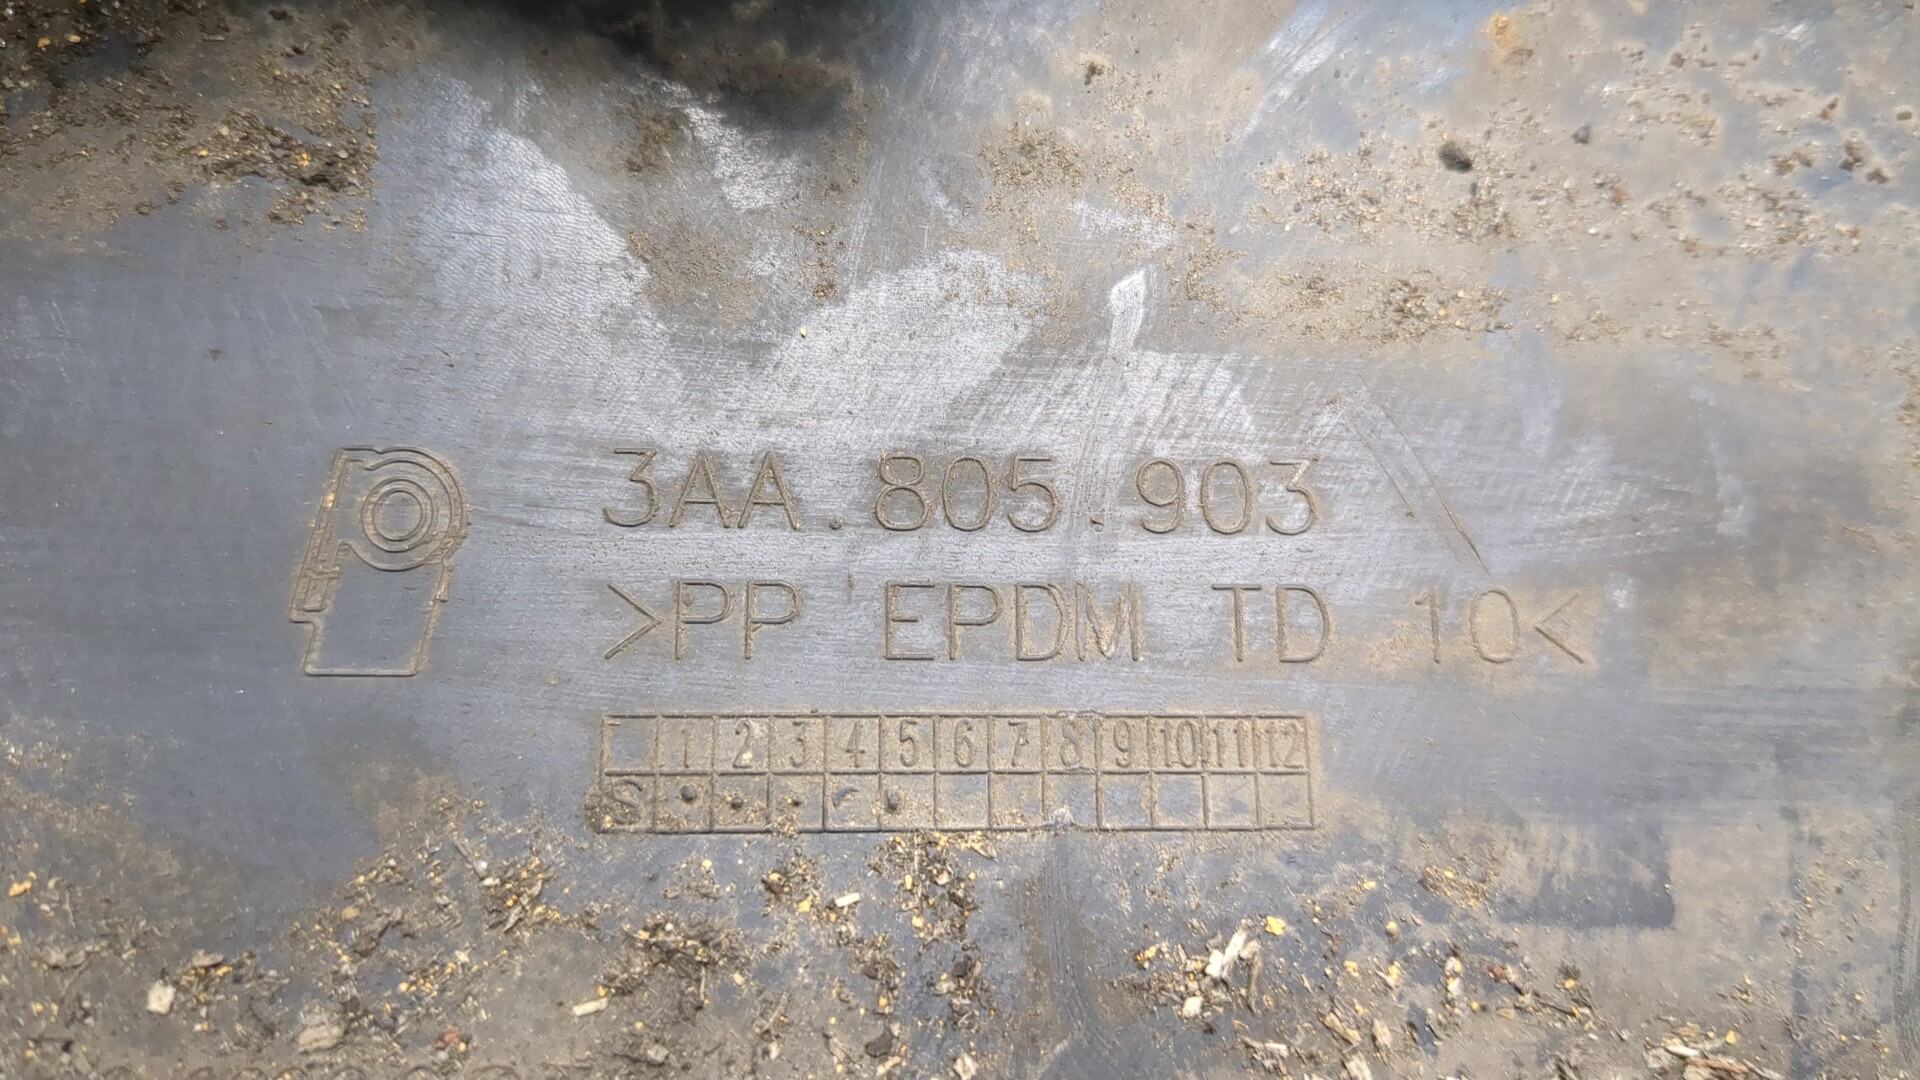 3AA.805.903
>PP EPDM TD 10<
1 2 3 4 5 6 7 8 9 10 11 12
S